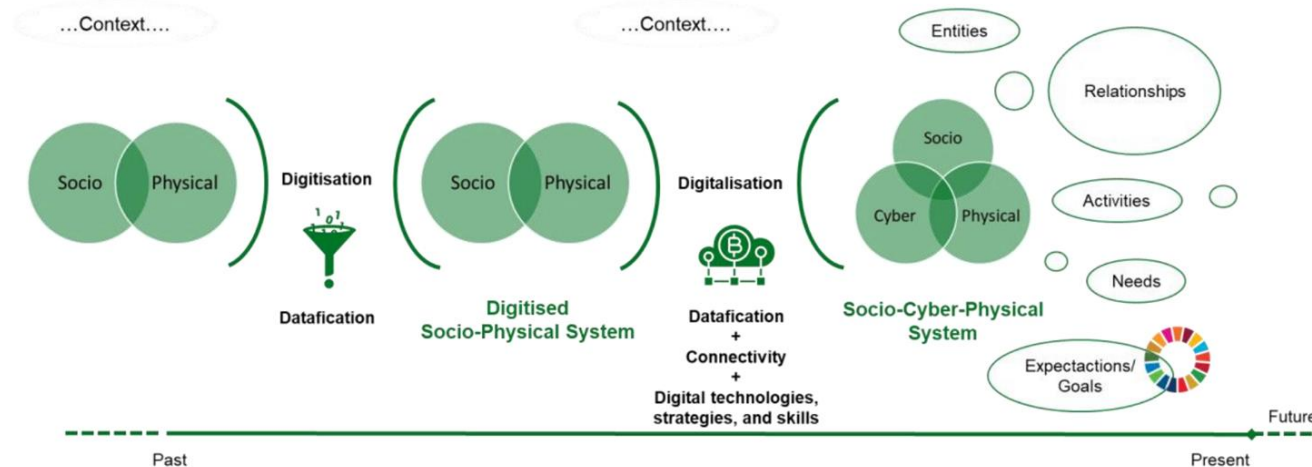 ...Context....
...Context....
Entities
Relationships
Socio
Physical
Digitisation
Datafication
Socio
Physical
Digitised
Socio-Physical System
Digitalisation
Datafication
+
Connectivity
+
Digital technologies,
strategies, and skills
Socio
Cyber
Physical
Socio-Cyber-Physical
System
Activities
Needs
Expectactions/
Goals
Past
Present
Future